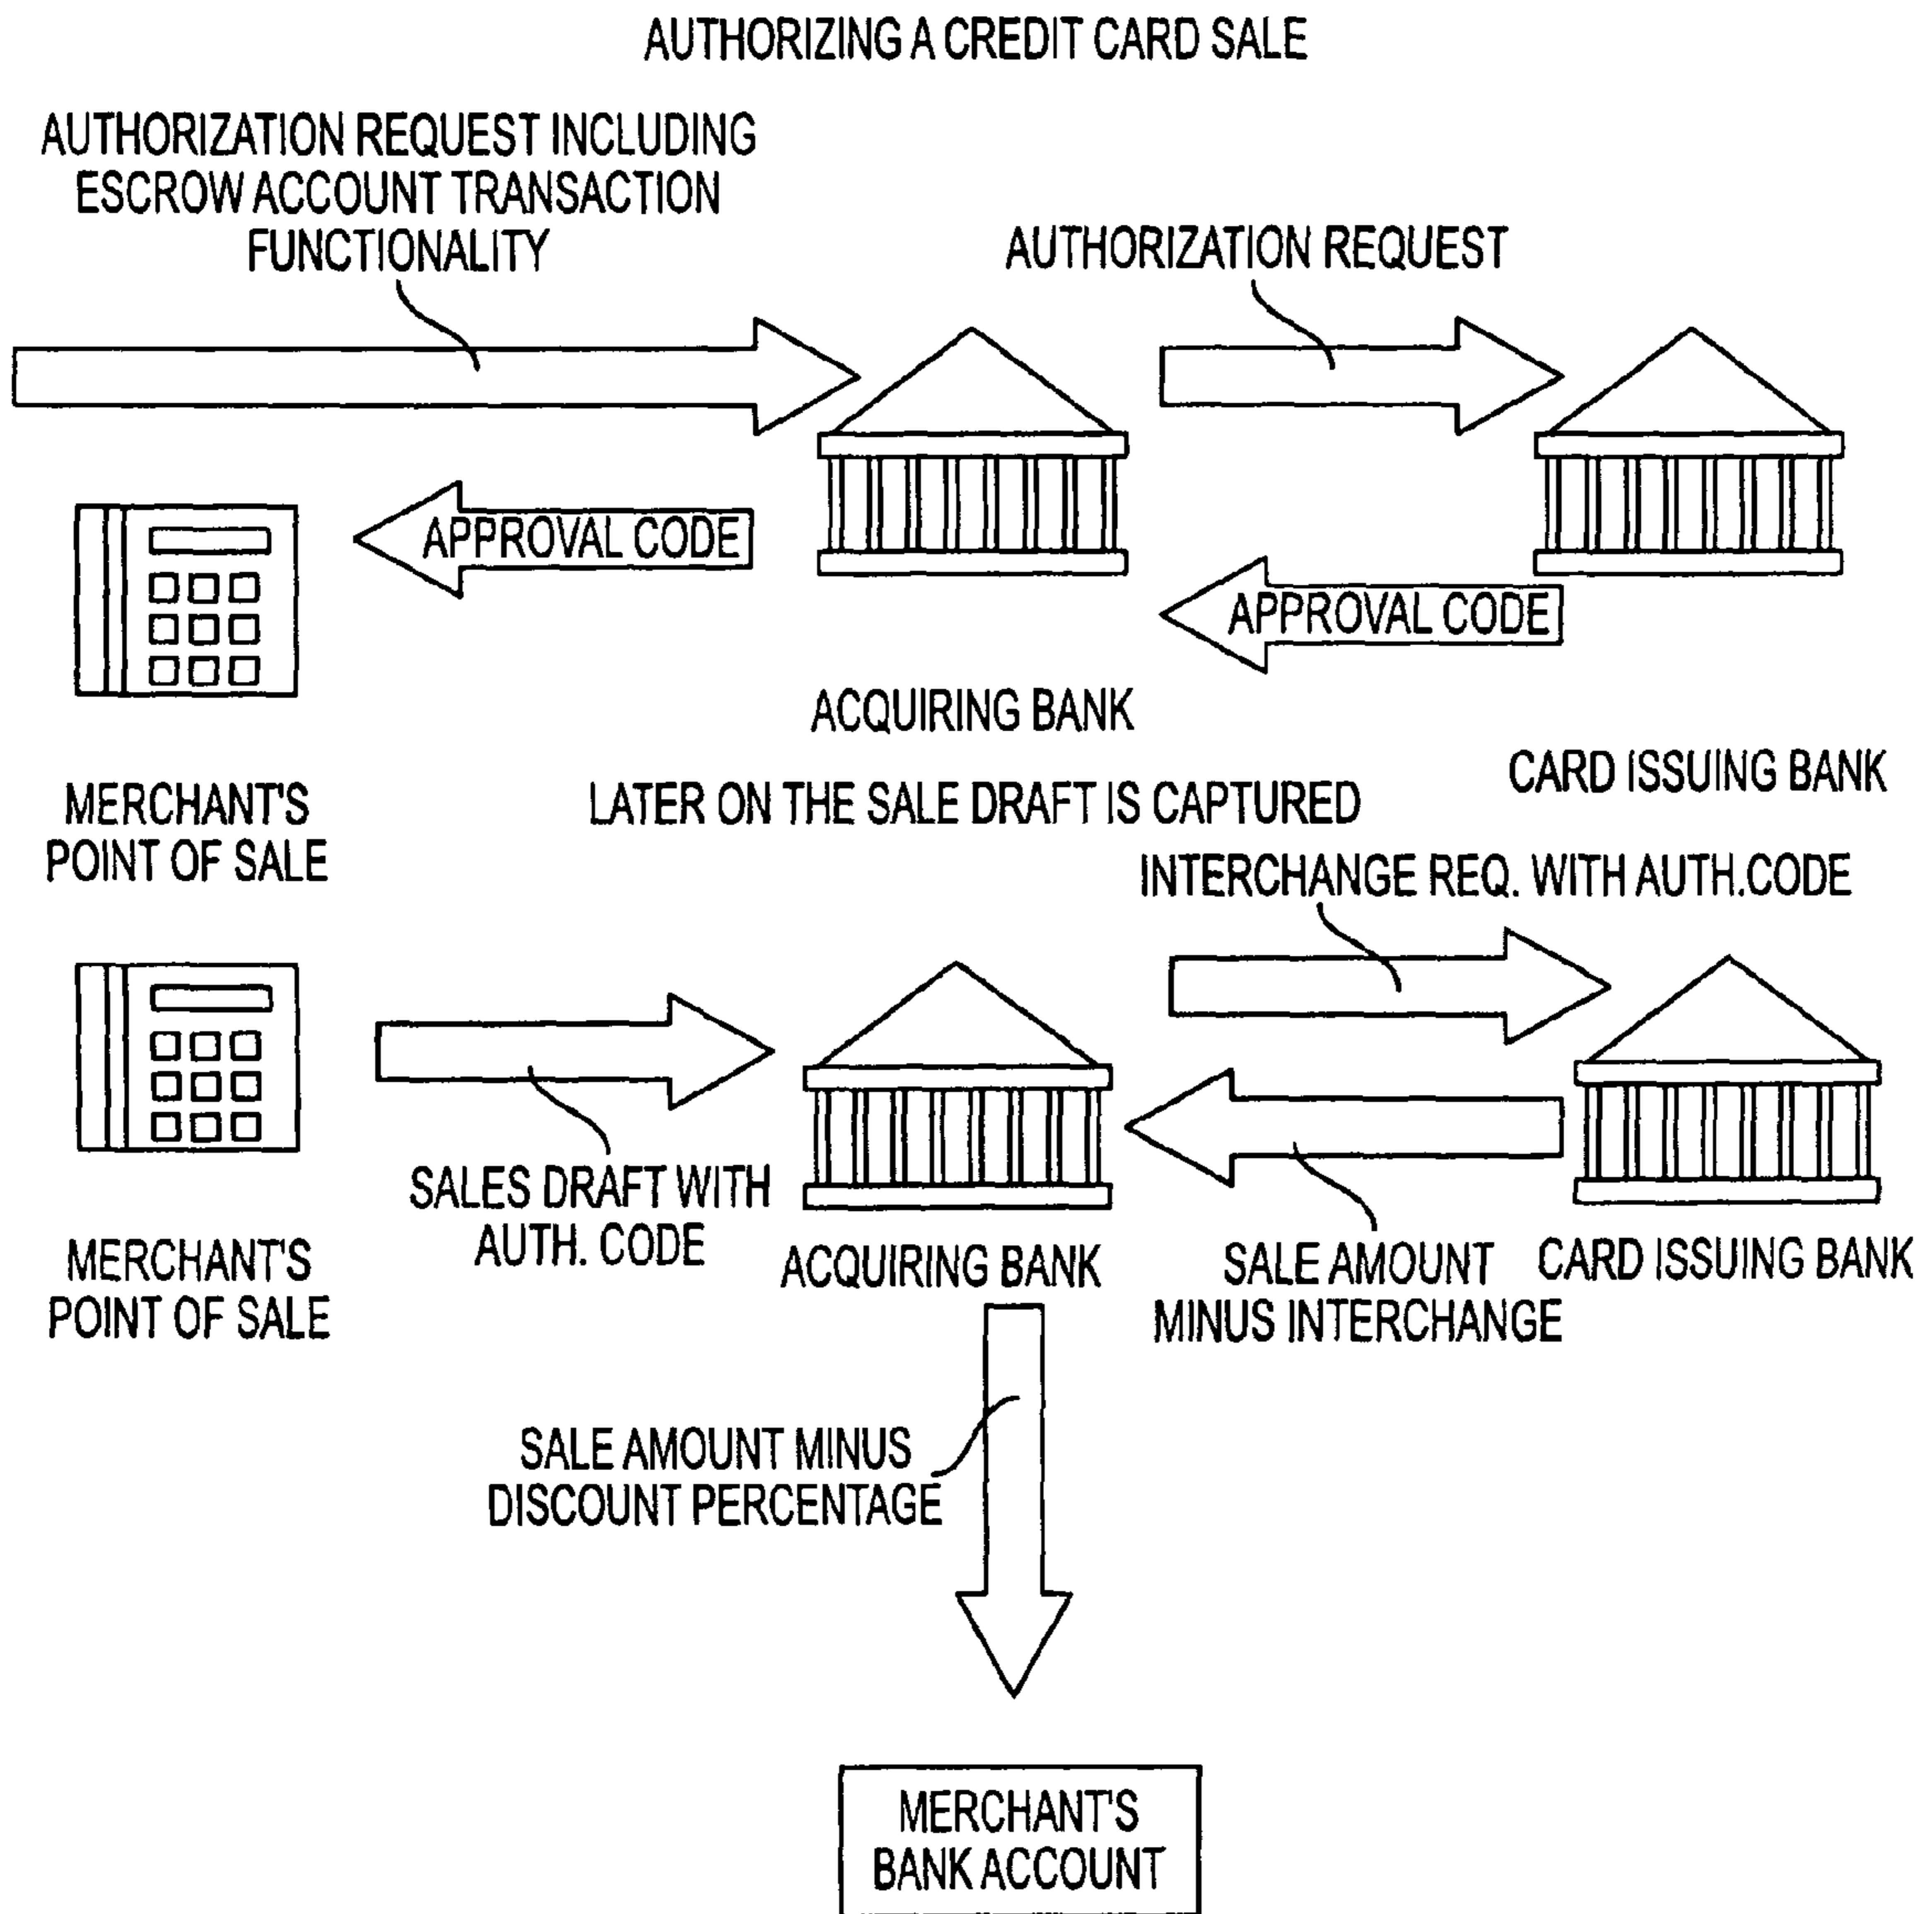 AUTHORIZING A CREDIT CARD SALE
AUTHORIZATION REQUEST INCLUDING
ESCROW ACCOUNT TRANSACTION
FUNCTIONALITY
AUTHORIZATION REQUEST
APPROVAL CODE
APPROVAL CODE
ACQUIRING BANK
CARD ISSUING BANK
MERCHANT'S
POINT OF SALE
LATER ON THE SALE DRAFT IS CAPTURED
INTERCHANGE REQ. WITH AUTH.CODE
SALES DRAFT WITH
AUTH. CODE
MERCHANT'S
POINT OF SALE
ACQUIRING BANK
SALE AMOUNT
MINUS INTERCHANGE
CARD ISSUING BANK
SALE AMOUNT MINUS
DISCOUNT PERCENTAGE
MERCHANT'S
BANK ACCOUNT